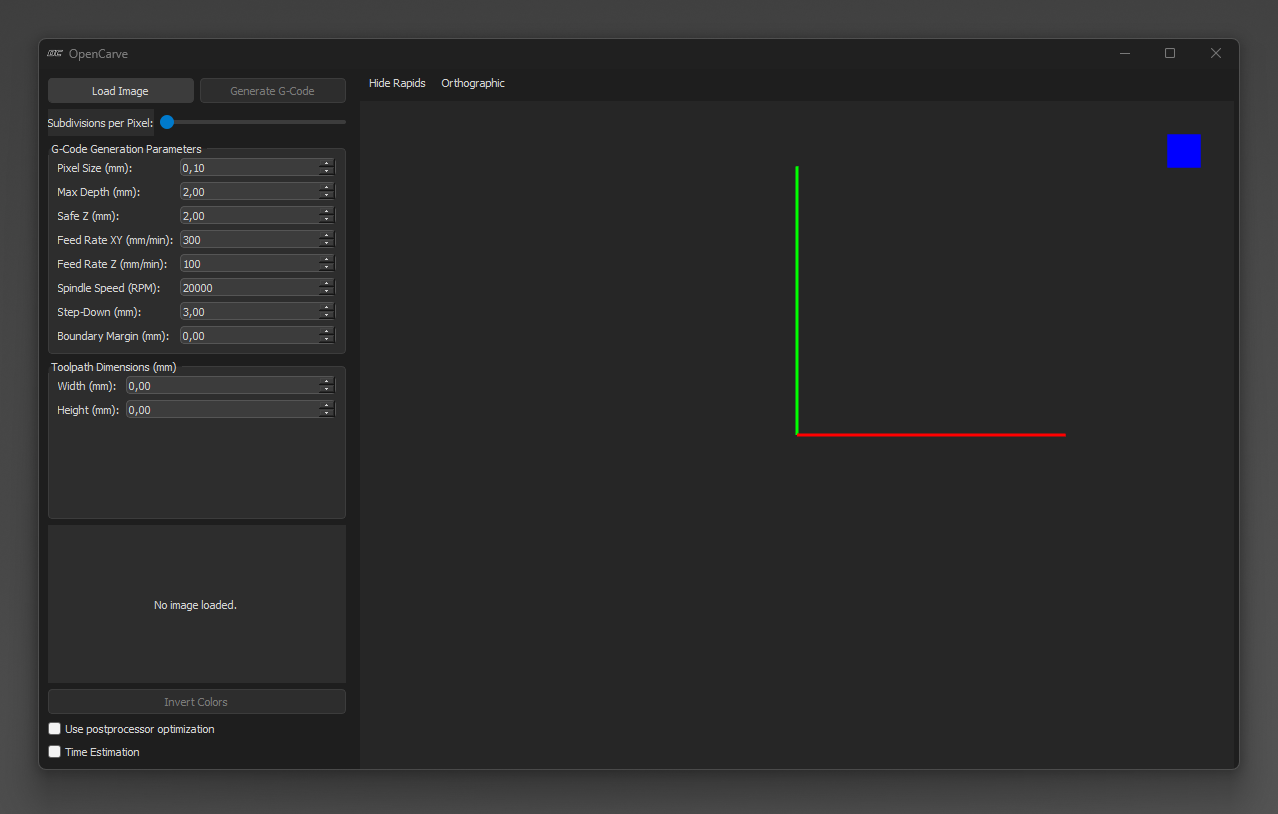 OC OpenCarve
Load Image
Generate G-Code
Hide Rapids
Orthographic
Subdivisions per Pixel:
G-Code Generation Parameters
Pixel Size (mm): 0,10
Max Depth (mm): 2,00
Safe Z (mm): 2,00
Feed Rate XY (mm/min): 300
Feed Rate Z (mm/min): 100
Spindle Speed (RPM): 20000
Step-Down (mm): 3,00
Boundary Margin (mm): 0,00
Toolpath Dimensions (mm)
Width (mm): 0,00
Height (mm): 0,00
No image loaded.
Invert Colors
Use postprocessor optimization
Time Estimation